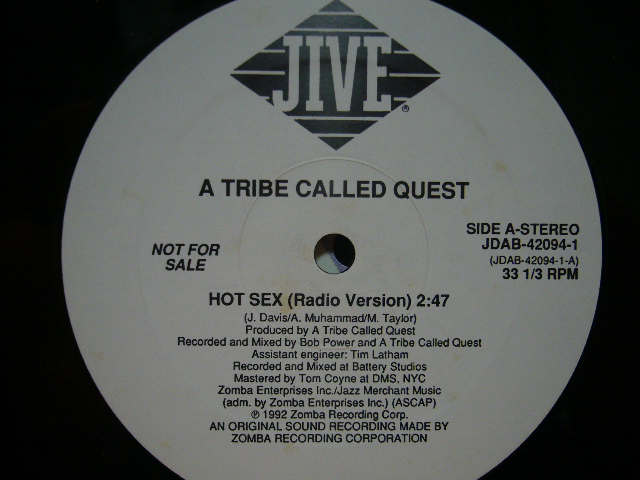 JIVE®
A TRIBE CALLED QUEST
NOT FOR
SALE
SIDE A-STEREO
JDAB-42094-1
(JDAB-42094-1-A)
33 1/3 RPM
HOT SEX (Radio Version) 2:47
(J. Davis/A. Muhammad/M. Taylor)
Produced by A Tribe Called Quest
Recorded and Mixed by Bob Power and A Tribe Called Quest
Assistant engineer: Tim Latham
Recorded and Mixed at Battery Studios
Mastered by Tom Coyne at DMS, NYC
Zomba Enterprises Inc./Jazz Merchant Music
(adm. by Zomba Enterprises Inc.) (ASCAP)
℗ 1992 Zomba Recording Corp.
AN ORIGINAL SOUND RECORDING MADE BY
ZOMBA RECORDING CORPORATION